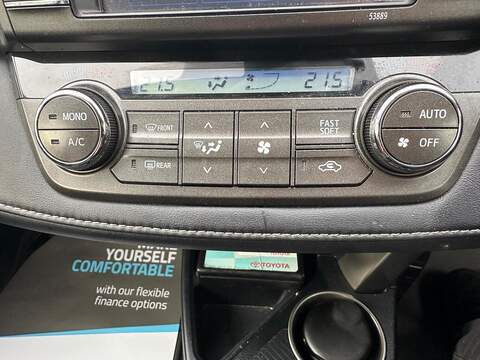 53889
21.5 21.5
MONO FRONT FAST AUTO
SOFT
A/C REAR OFF
MAKE
YOURSELF
COMFORTABLE
with our flexible
finance options
TOYOTA